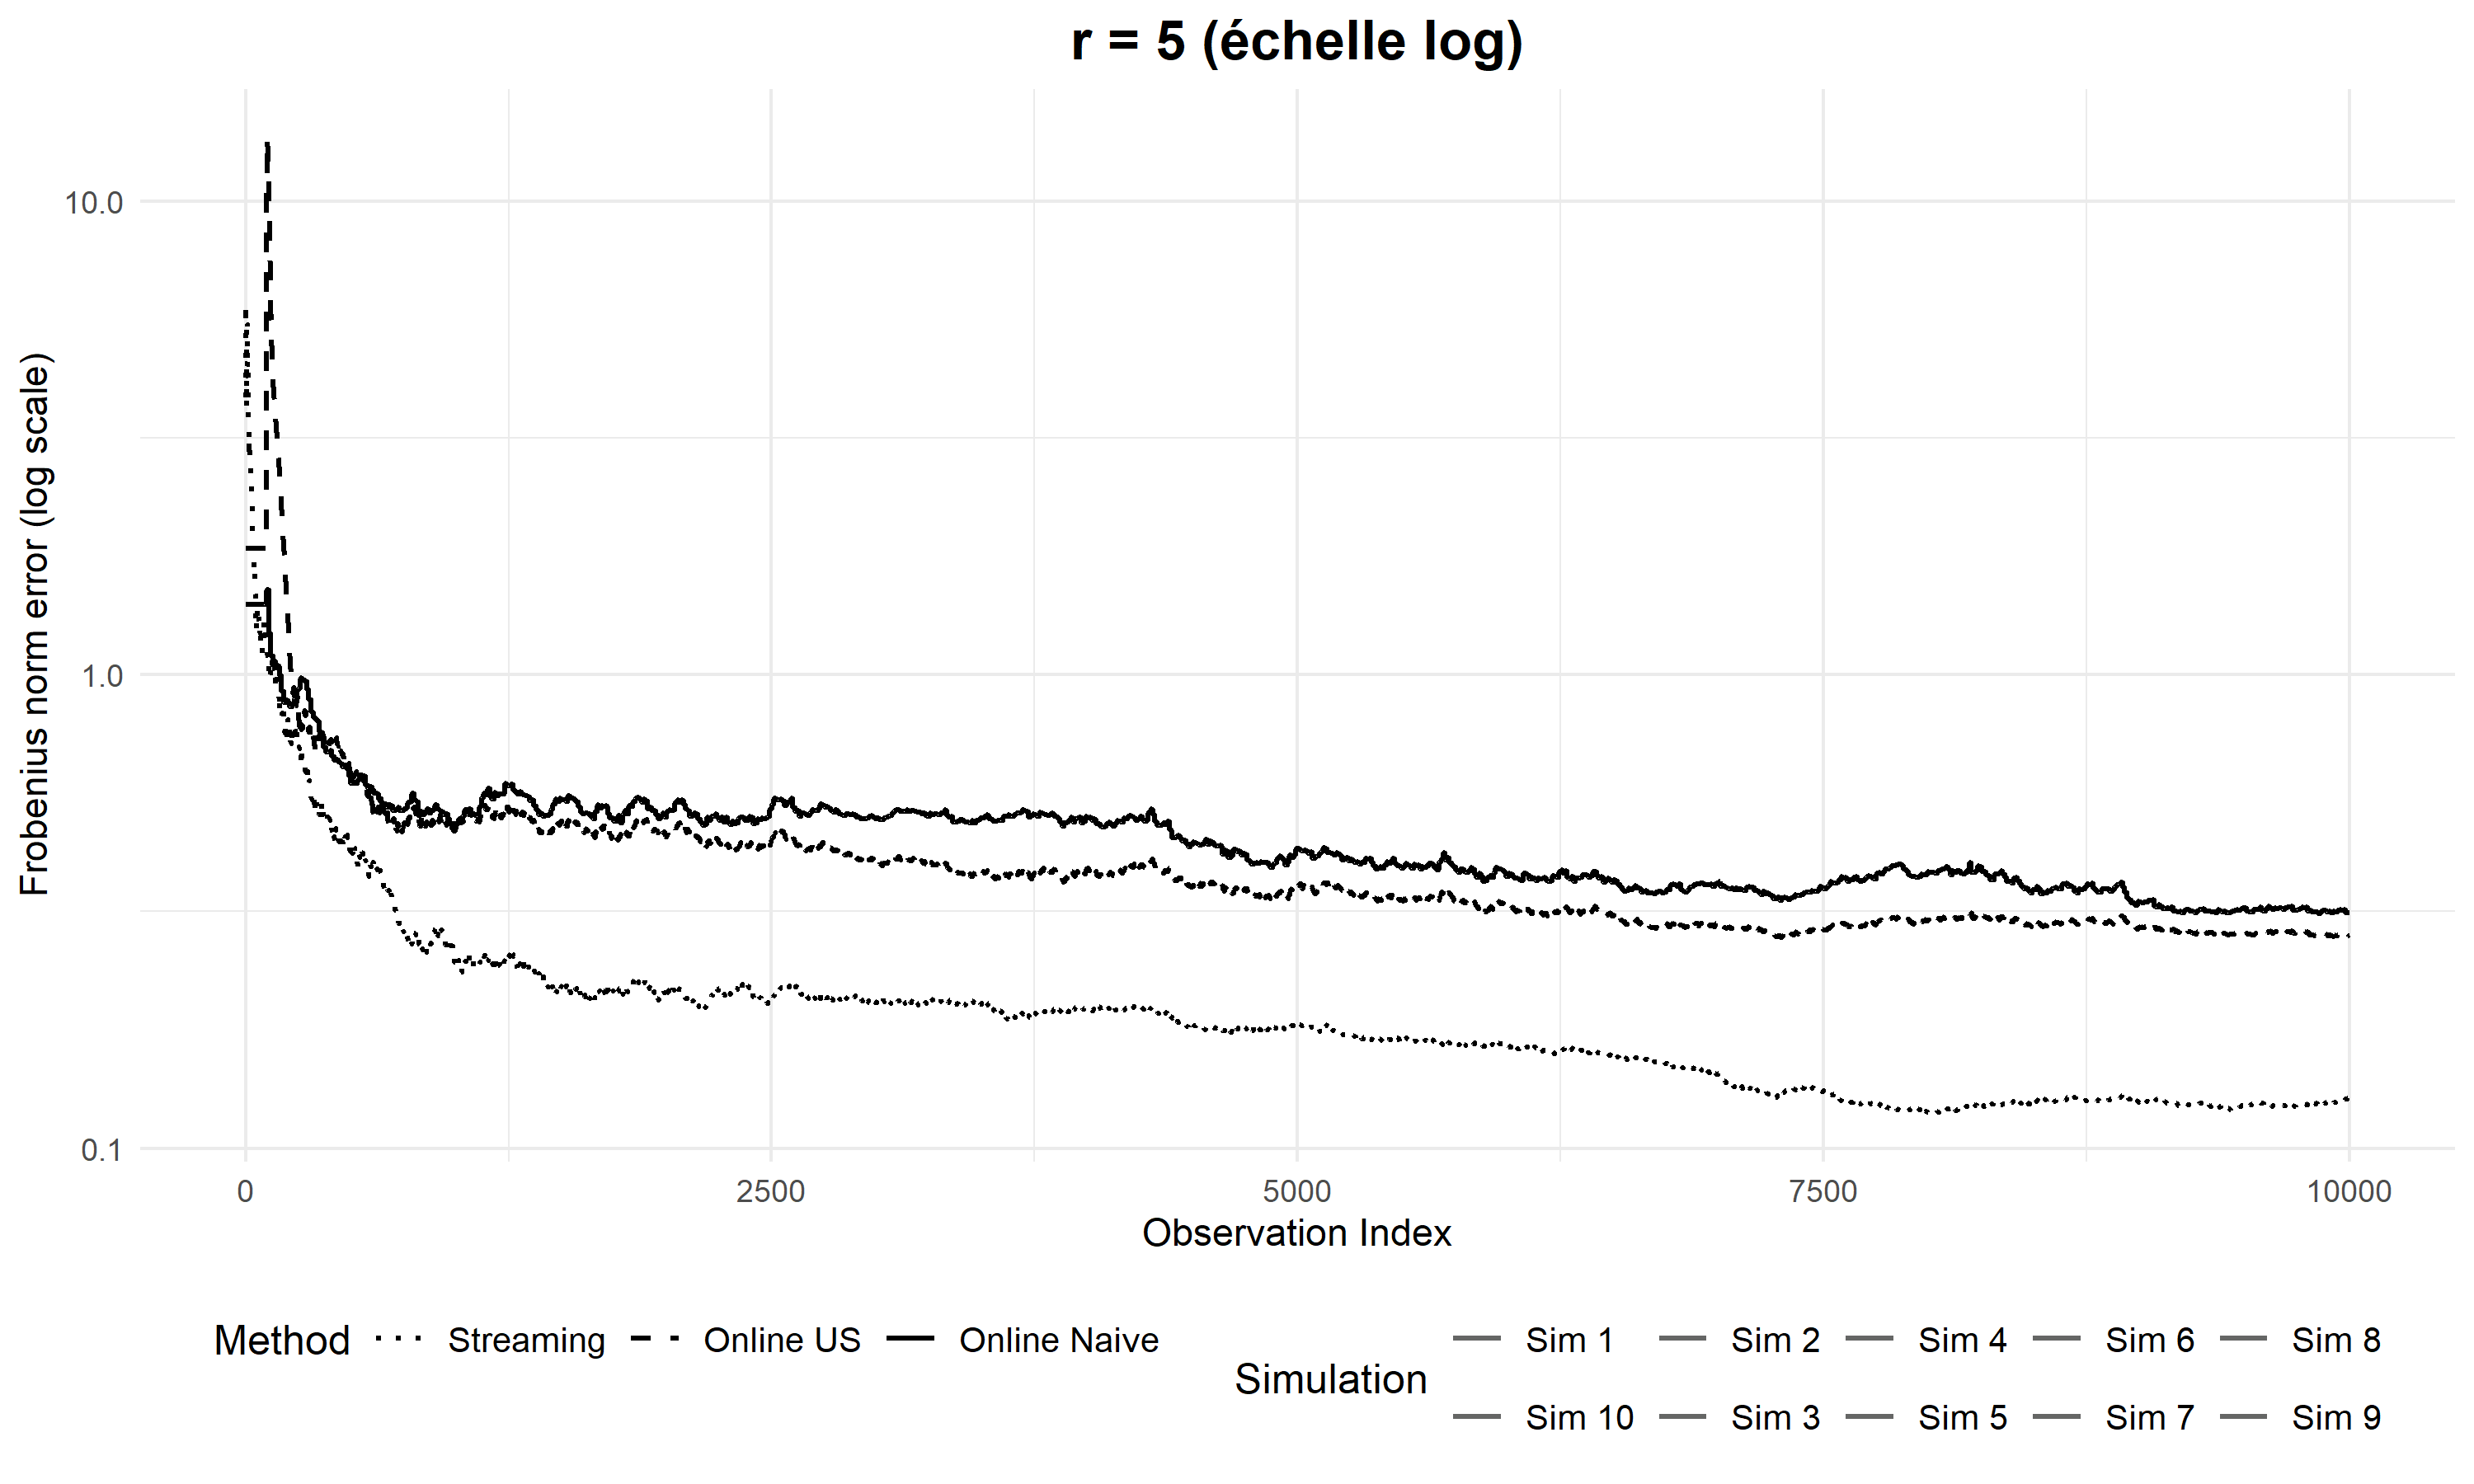 r = 5 (échelle log)
Frobenius norm error (log scale)
10.0
1.0
0.1
0 2500 5000 7500 10000
Observation Index
Method Streaming Online US Online Naive
Simulation
Sim 1 Sim 2 Sim 4 Sim 6 Sim 8
Sim 10 Sim 3 Sim 5 Sim 7 Sim 9